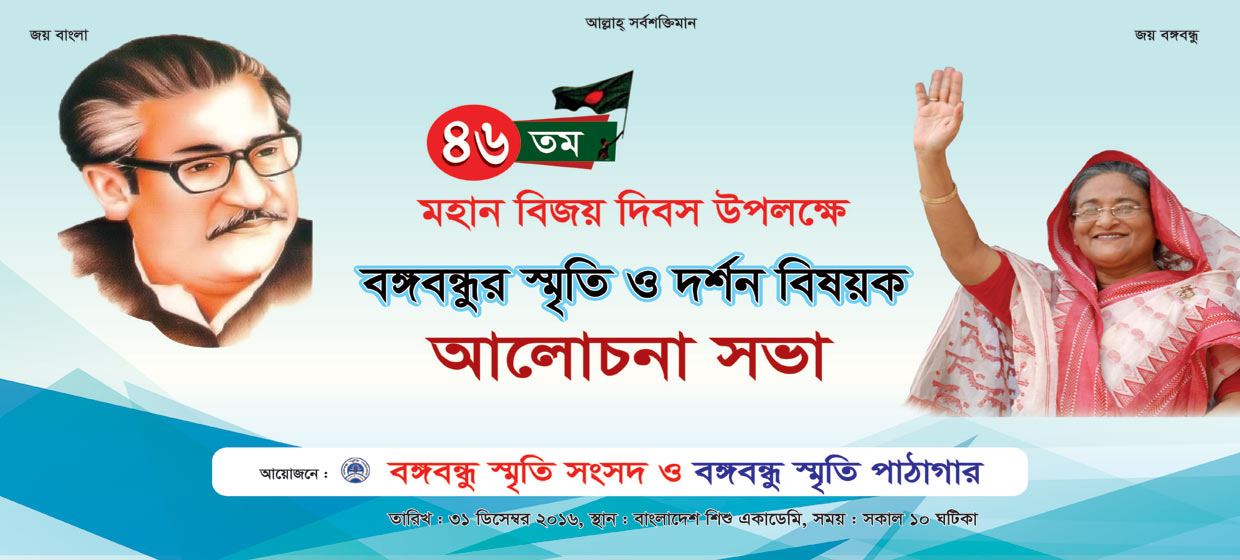 আল্লাহ্ সর্বশক্তিমান
জয় বাংলা
জয় বঙ্গবন্ধু
৪৬ তম
মহান বিজয় দিবস উপলক্ষে
বঙ্গবন্ধুর স্মৃতি ও দর্শন বিষয়ক
আলোচনা সভা
আয়োজনে : বঙ্গবন্ধু স্মৃতি সংসদ ও বঙ্গবন্ধু স্মৃতি পাঠাগার
তারিখ : ৩১ ডিসেম্বর ২০১৬, স্থান : বাংলাদেশ শিশু একাডেমি, সময় : সকাল ১০ ঘটিকা